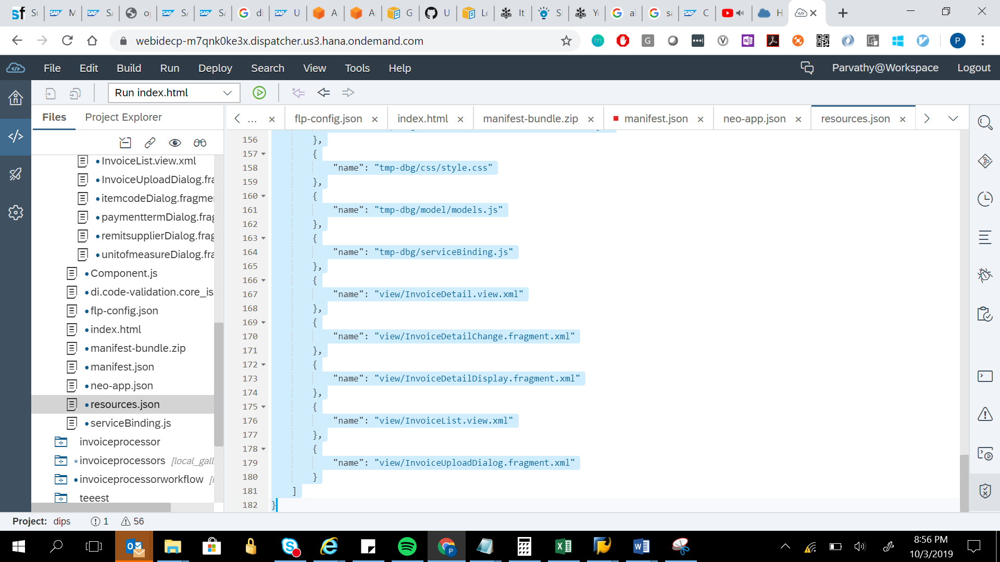 Su
M
SA
op
SA
SA
di
U
A
A
G
U
Lo
It'
Si
Yo
al
sa
C
H
webidecp-m7qnk0ke3x.dispatcher.us3.hana.ondemand.com
File Edit Build Run Deploy Search View Tools Help
Parvathy@Workspace Logout
Run index.html
Files Project Explorer
... × flp-config.json × index.html × manifest-bundle.zip × manifest.json × neo-app.json × resources.json ×
InvoiceList.view.xml
InvoiceUploadDialog.fra
itemcodeDialog.fragme
paymenttermDialog.frag
remitsupplierDialog.frag
unitofmeasureDialog.fra
Component.js
di.code-validation.core_is
flp-config.json
index.html
manifest-bundle.zip
manifest.json
neo-app.json
resources.json
serviceBinding.js
invoiceprocessor
* invoiceprocessors [local_gall
invoiceprocessorworkflow [r
teeest
156 },
157 {
158 "name": "tmp-dbg/css/style.css"
159 },
160 {
161 "name": "tmp-dbg/model/models.js"
162 },
163 {
164 "name": "tmp-dbg/serviceBinding.js"
165 },
166 {
167 "name": "view/InvoiceDetail.view.xml"
168 },
169 {
170 "name": "view/InvoiceDetailChange.fragment.xml"
171 },
172 {
173 "name": "view/InvoiceDetailDisplay.fragment.xml"
174 },
175 {
176 "name": "view/InvoiceList.view.xml"
177 },
178 {
179 "name": "view/InvoiceUploadDialog.fragment.xml"
180 }
181 ]
182 }
Project: dips 1 56
8:56 PM
10/3/2019